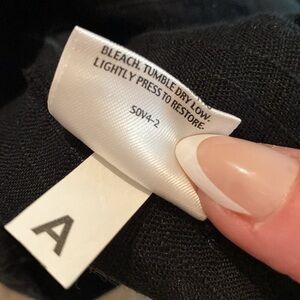 BLEACH. TUMBLE DRY LOW.
LIGHTLY PRESS TO RESTORE.
S0V4-2
A